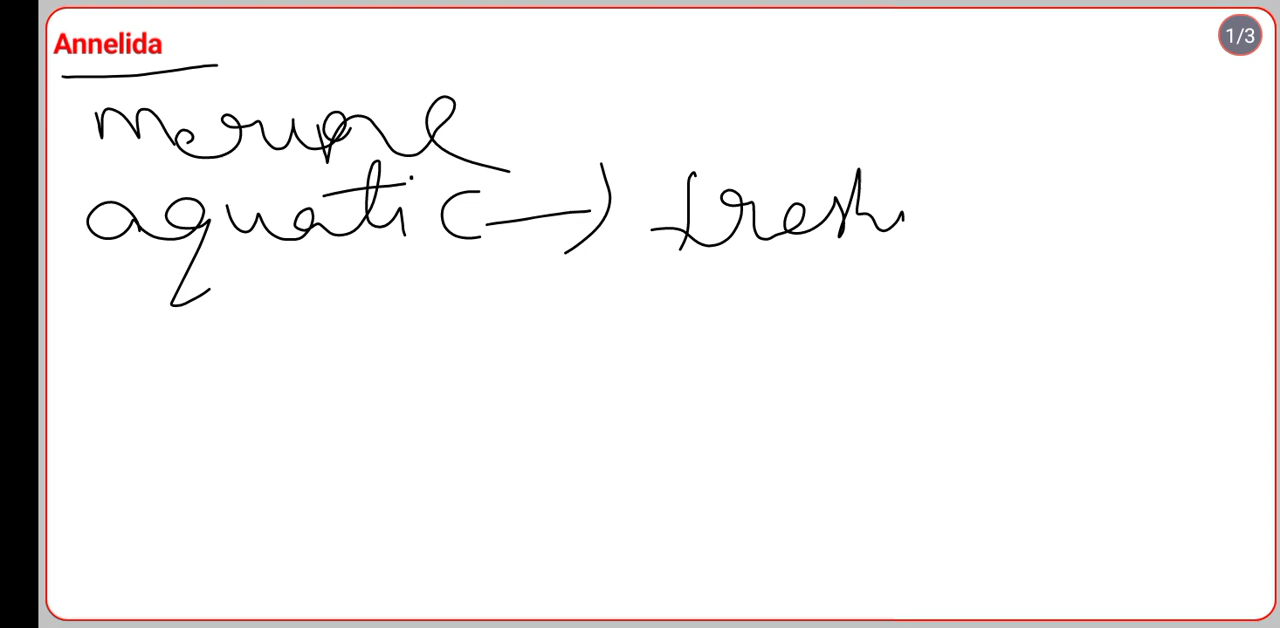 Annelida
1/3
marine
aquatic → fresh